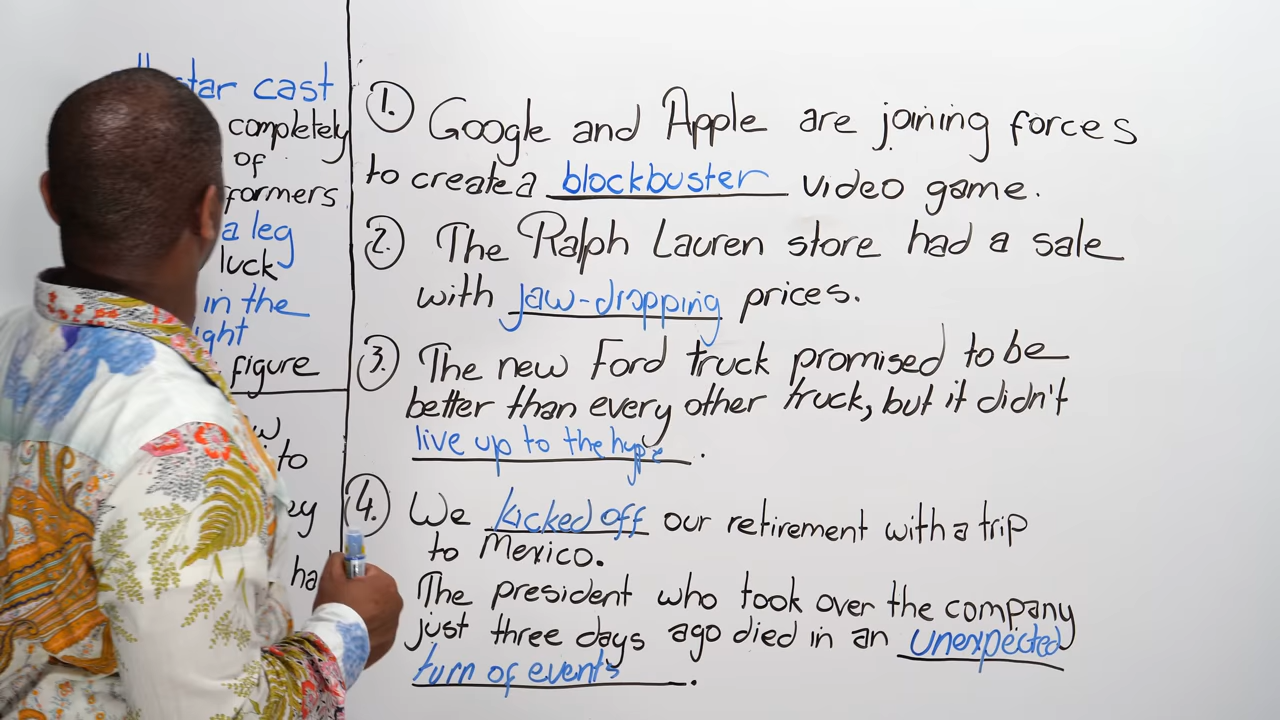 star cast
completely
of
formers
a leg
luck
in the
ight
figure
w
to
ha
1. Google and Apple are joining forces
to create a blockbuster video game.
2. The Ralph Lauren store had a sale
with jaw-dropping prices.
3. The new Ford truck promised to be
better than every other truck, but it didn't
live up to the hype.
4. We kicked off our retirement with a trip
to Mexico.
The president who took over the company
just three days ago died in an unexpected
turn of events.